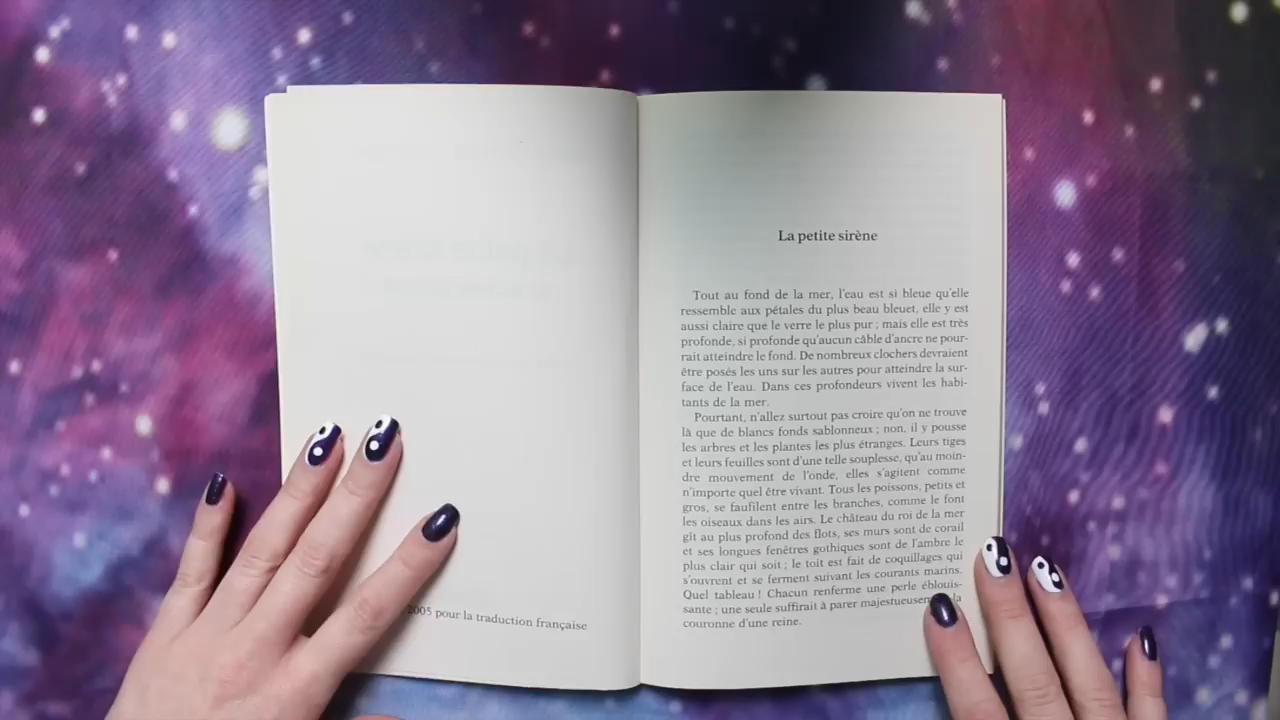 2005 pour la traduction française
La petite sirène
Tout au fond de la mer, l'eau est si bleue qu'elle
ressemble aux pétales du plus beau bleuet, elle y est
aussi claire que le verre le plus pur ; mais elle est très
profonde, si profonde qu'aucun câble d'ancre ne pour-
rait atteindre le fond. De nombreux clochers devraient
être posés les uns sur les autres pour atteindre la sur-
face de l'eau. Dans ces profondeurs vivent les habi-
tants de la mer.
Pourtant, n'allez surtout pas croire qu'on ne trouve
là que de blancs fonds sablonneux ; non, il y pousse
les arbres et les plantes les plus étranges. Leurs tiges
et leurs feuilles sont d'une telle souplesse, qu'au moin-
dre mouvement de l'onde, elles s'agitent comme
n'importe quel être vivant. Tous les poissons, petits et
gros, se faufilent entre les branches, comme le font
les oiseaux dans les airs. Le château du roi de la mer
gît au plus profond des flots, ses murs sont de corail
et ses longues fenêtres gothiques sont de l'ambre le
plus clair qui soit ; le toit est fait de coquillages qui
s'ouvrent et se ferment suivant les courants marins.
Quel tableau ! Chacun renferme une perle éblouis-
sante ; une seule suffirait à parer majestueusement la
couronne d'une reine.